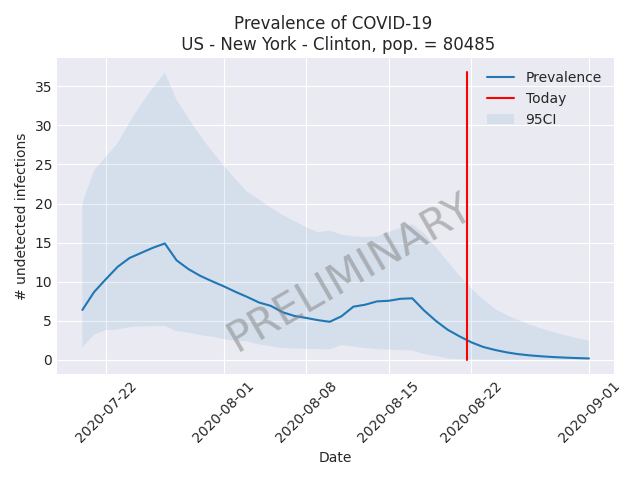 Prevalence of COVID-19
US - New York - Clinton, pop. = 80485
Prevalence
Today
95CI
PRELIMINARY
# undetected infections
35
30
25
20
15
10
5
0
2020-07-22
2020-08-01
2020-08-08
2020-08-15
2020-08-22
2020-09-01
Date